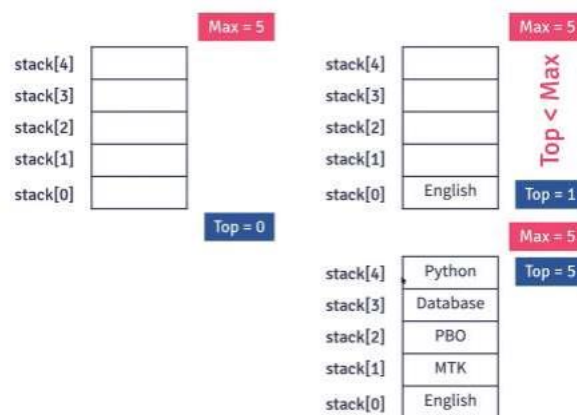 Max = 5
stack[4]
stack[3]
stack[2]
stack[1]
stack[0]
Top = 0
Max = 5
stack[4]
stack[3]
stack[2]
stack[1]
stack[0] English
Top < Max
Top = 1
Max = 5
stack[4] Python Top = 5
stack[3] Database
stack[2] PBO
stack[1] MTK
stack[0] English